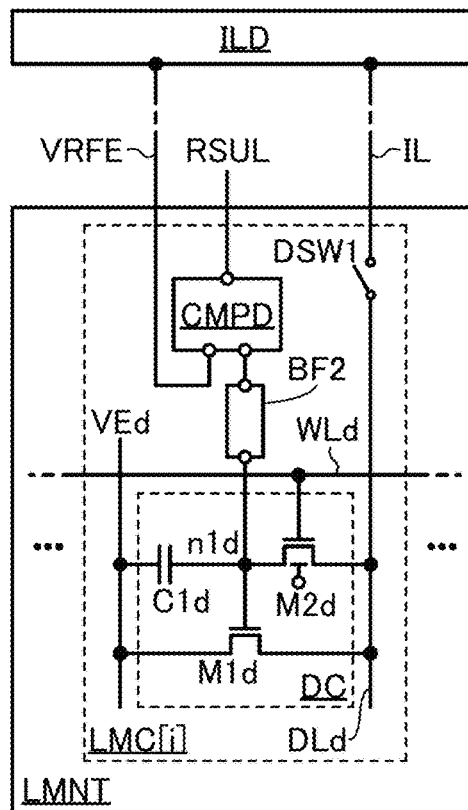 ILD
VRFE RSUL IL
DSW1
CMPD
BF2
VEd
WLd
... n1d ...
C1d M2d
M1d
DC
LMC[i] DLd
LMNT